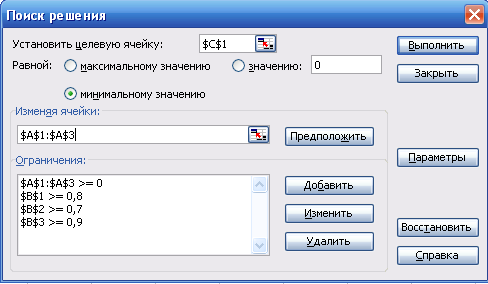 Поиск решения
Установить целевую ячейку: $C$1 Выполнить
Равной: максимальному значению значению: 0 Закрыть
минимальному значению
Изменяя ячейки:
$A$1:$A$3 Предположить
Ограничения: Параметры
$A$1:$A$3 >= 0 Добавить
$B$1 >= 0,8
$B$2 >= 0,7 Изменить
$B$3 >= 0,9 Восстановить
Удалить Справка